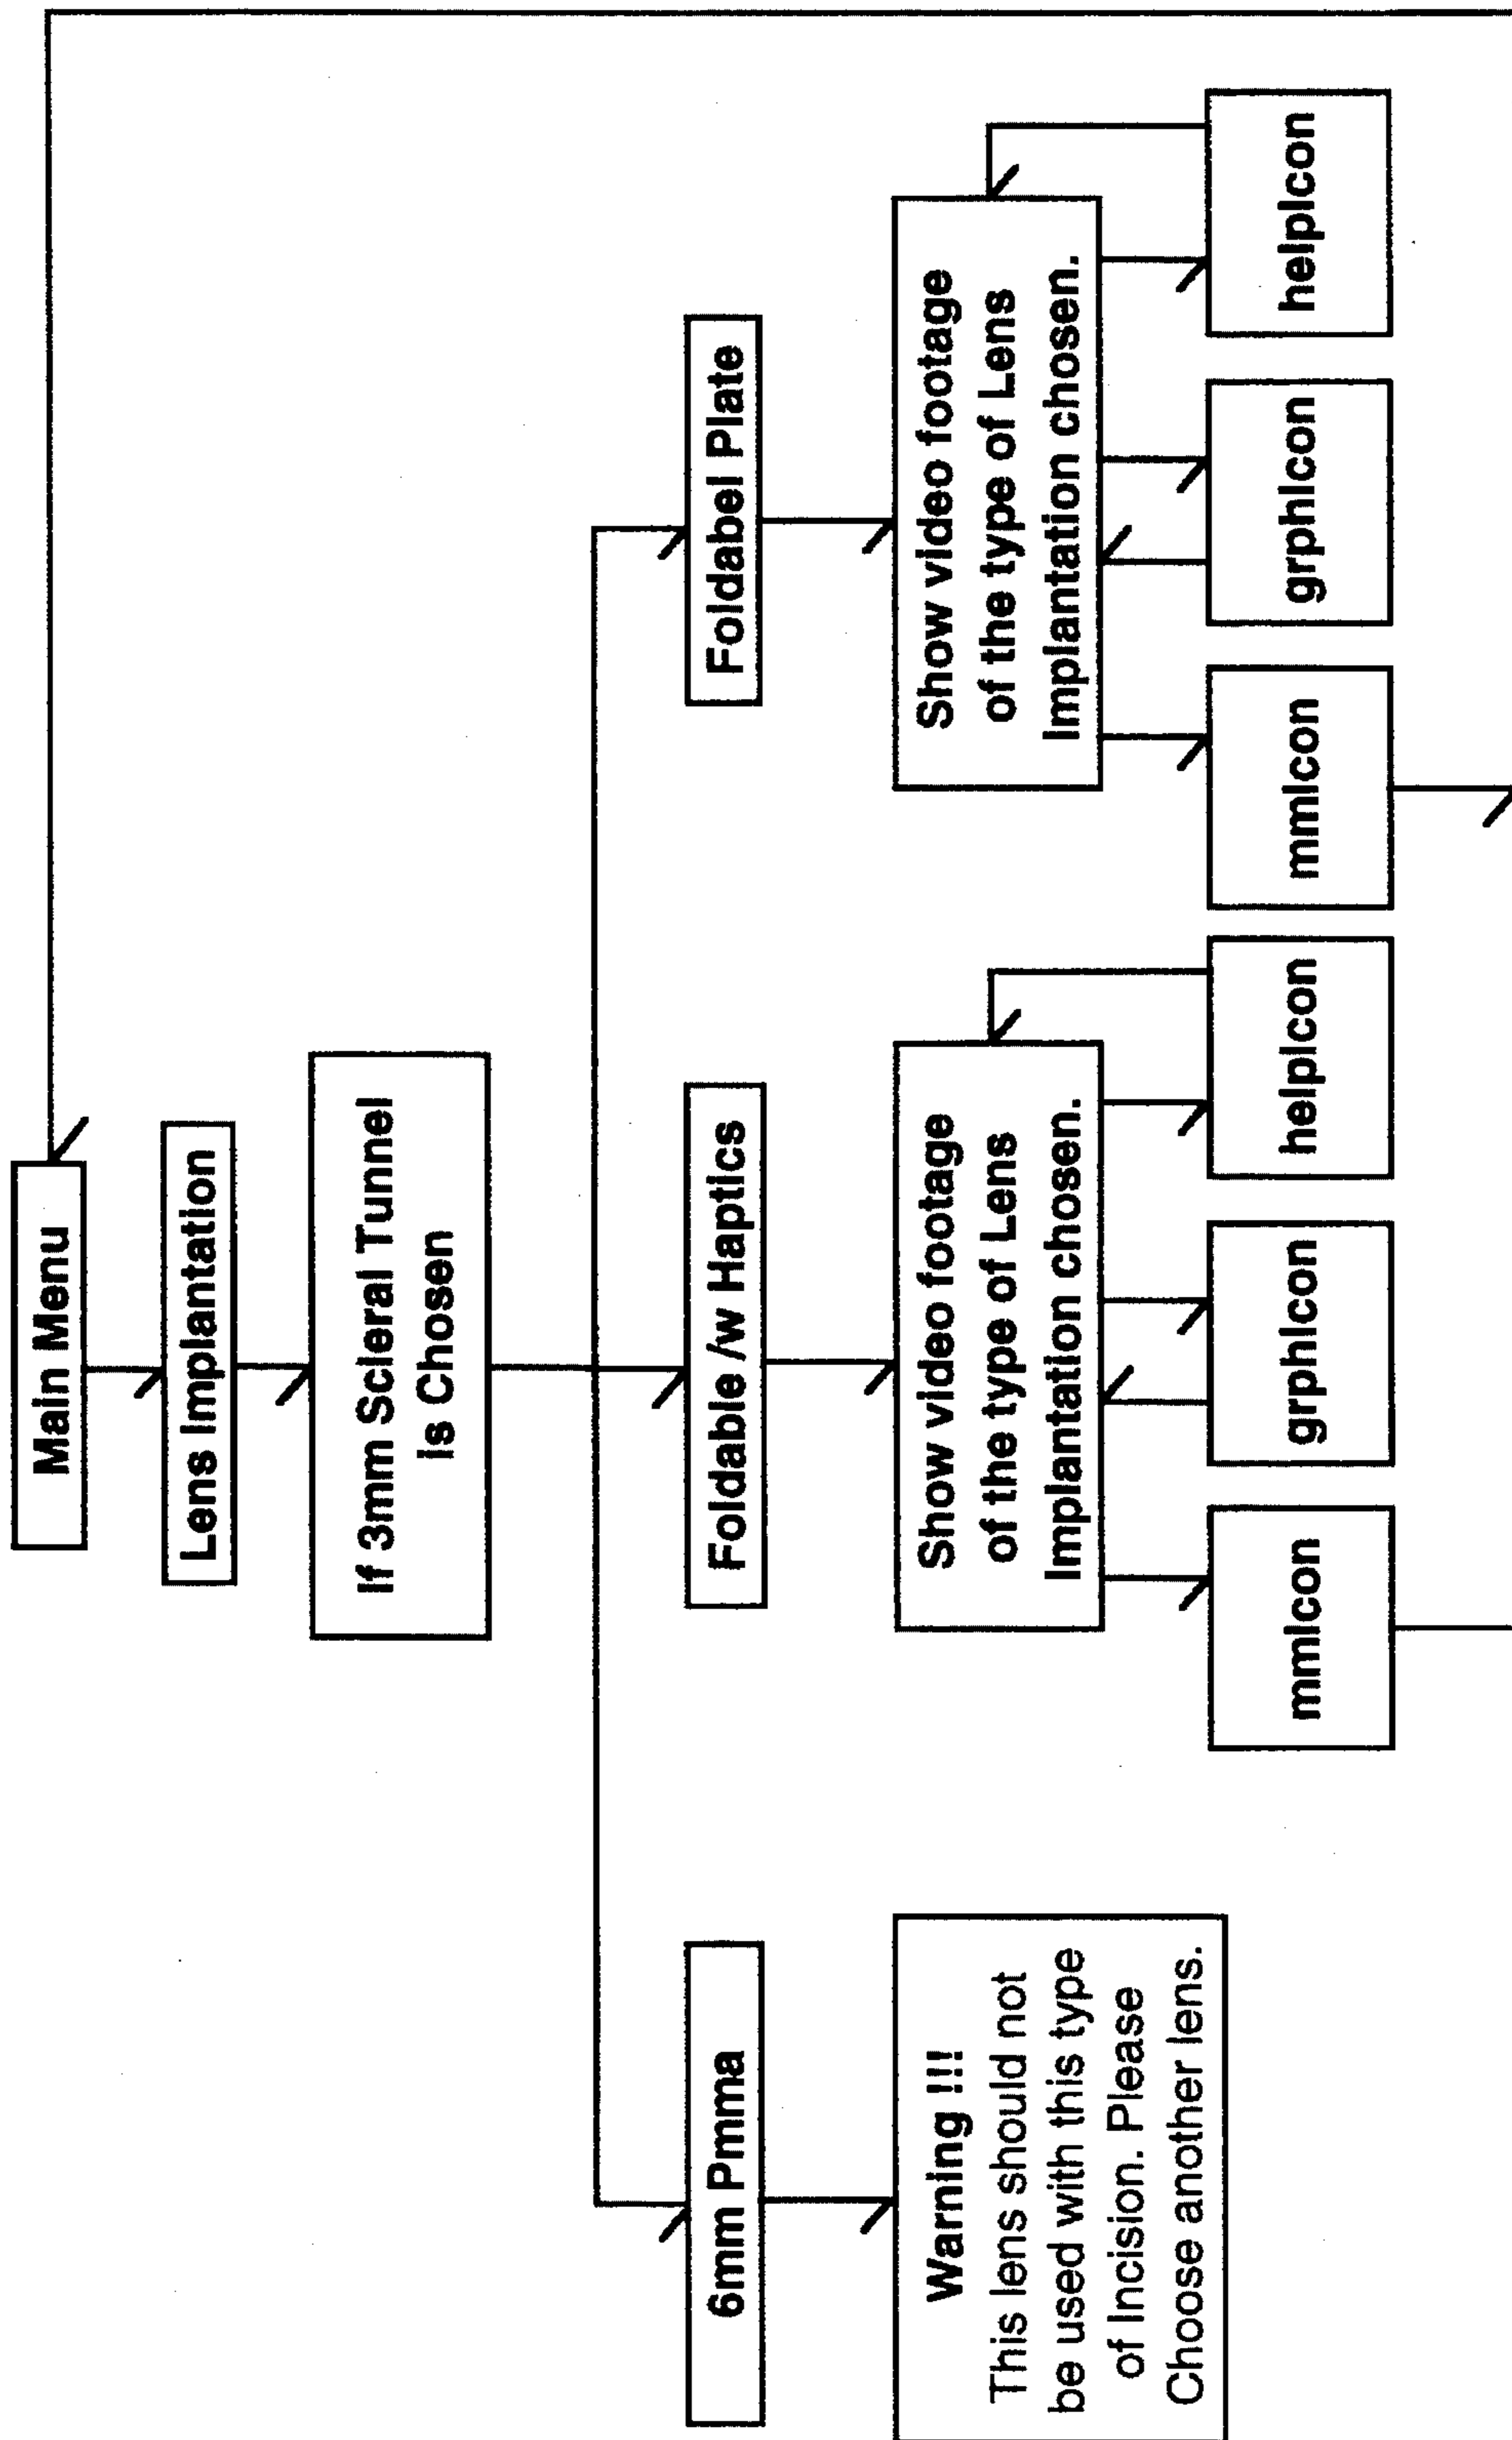 Main Menu
Lens Implantation
If 3mm Scleral Tunnel
is Chosen
6mm Pmma
Foldable /w Haptics
Foldabel Plate
Warning !!!
This lens should not
be used with this type
of Incision. Please
Choose another lens.
Show video footage
of the type of Lens
Implantation chosen.
Show video footage
of the type of Lens
Implantation chosen.
mmIcon
grphIcon
helpIcon
mmIcon
grphIcon
helpIcon